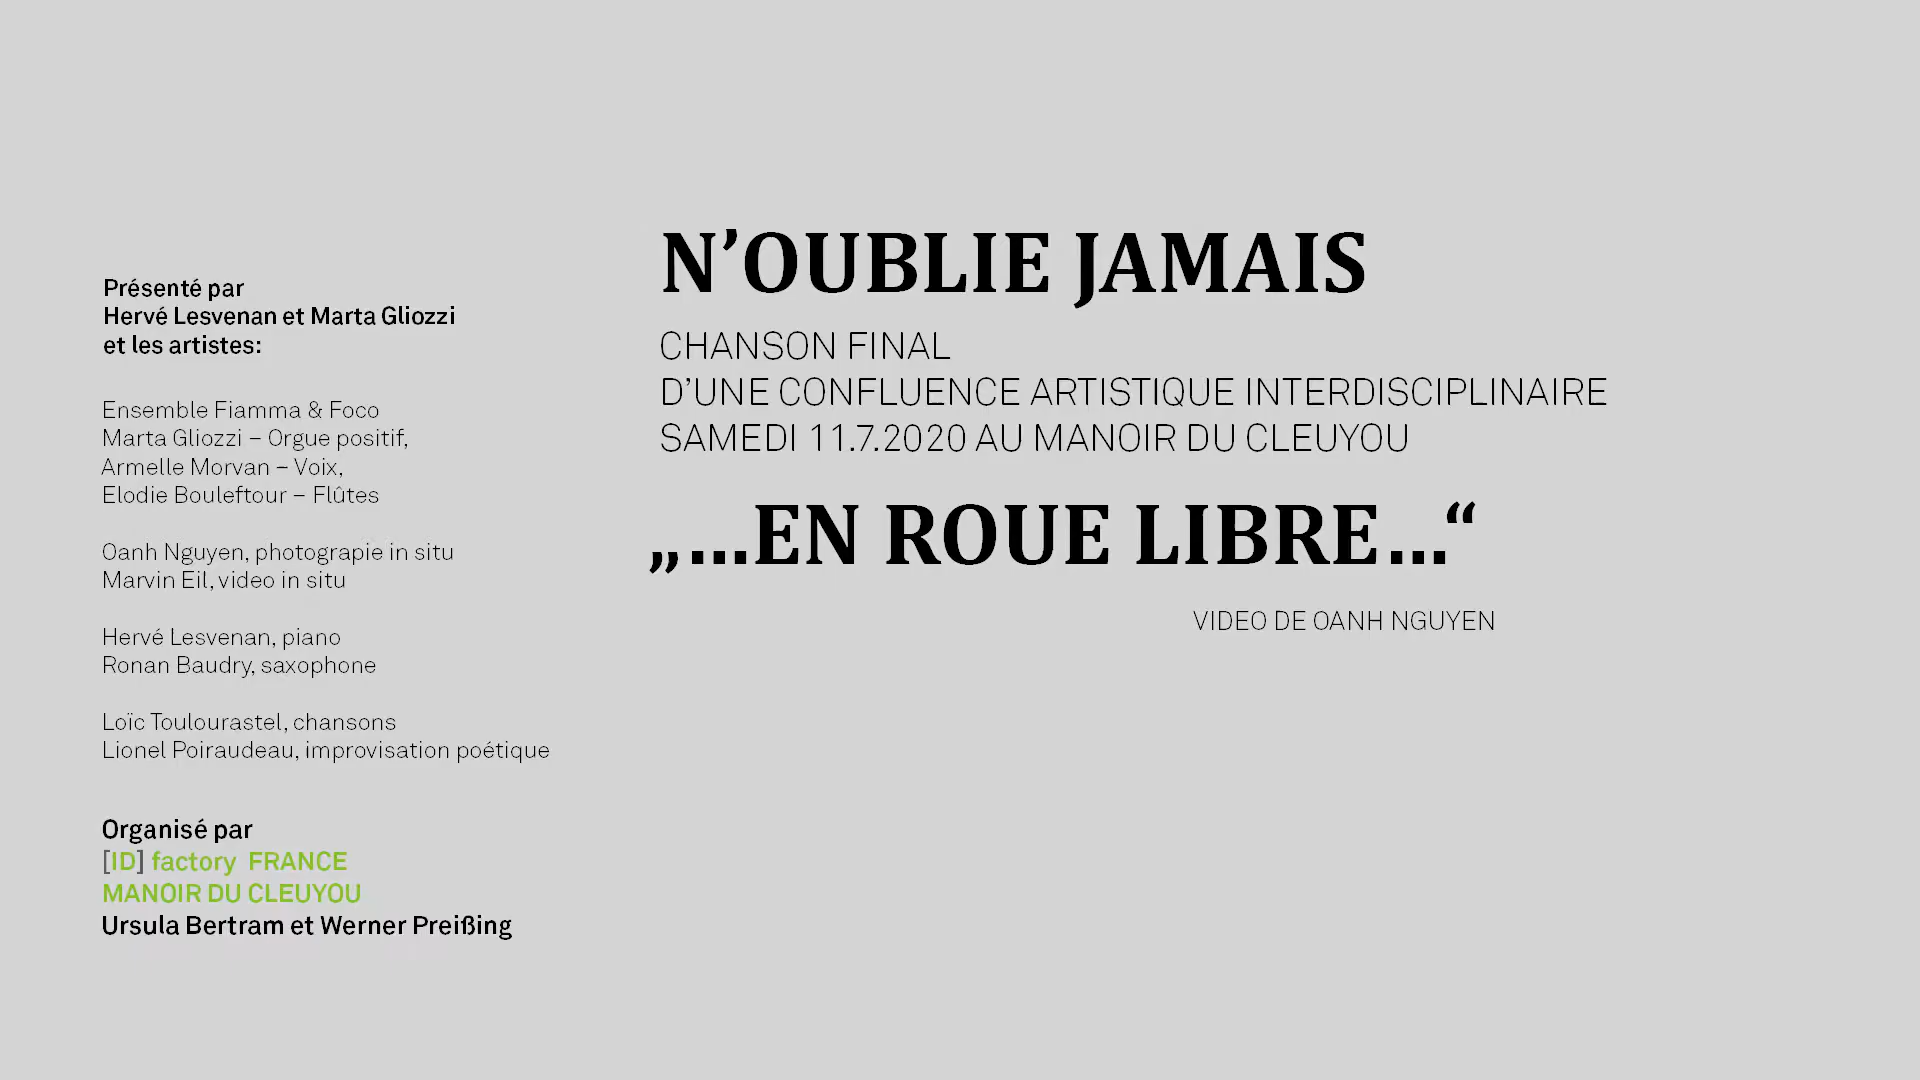 Présenté par
Hervé Lesvenan et Marta Gliozzi
et les artistes:
Ensemble Fiamma & Foco
Marta Gliozzi – Orgue positif,
Armelle Morvan – Voix,
Elodie Bouleftour – Flûtes
Oanh Nguyen, photograpie in situ
Marvin Eil, video in situ
Hervé Lesvenan, piano
Ronan Baudry, saxophone
Loïc Toulourastel, chansons
Lionel Poiraudeau, improvisation poétique
Organisé par
[ID] factory FRANCE
MANOIR DU CLEUYOU
Ursula Bertram et Werner Preißing
N’OUBLIE JAMAIS
CHANSON FINAL
D’UNE CONFLUENCE ARTISTIQUE INTERDISCIPLINAIRE
SAMEDI 11.7.2020 AU MANOIR DU CLEUYOU
„...EN ROUE LIBRE...“
VIDEO DE OANH NGUYEN